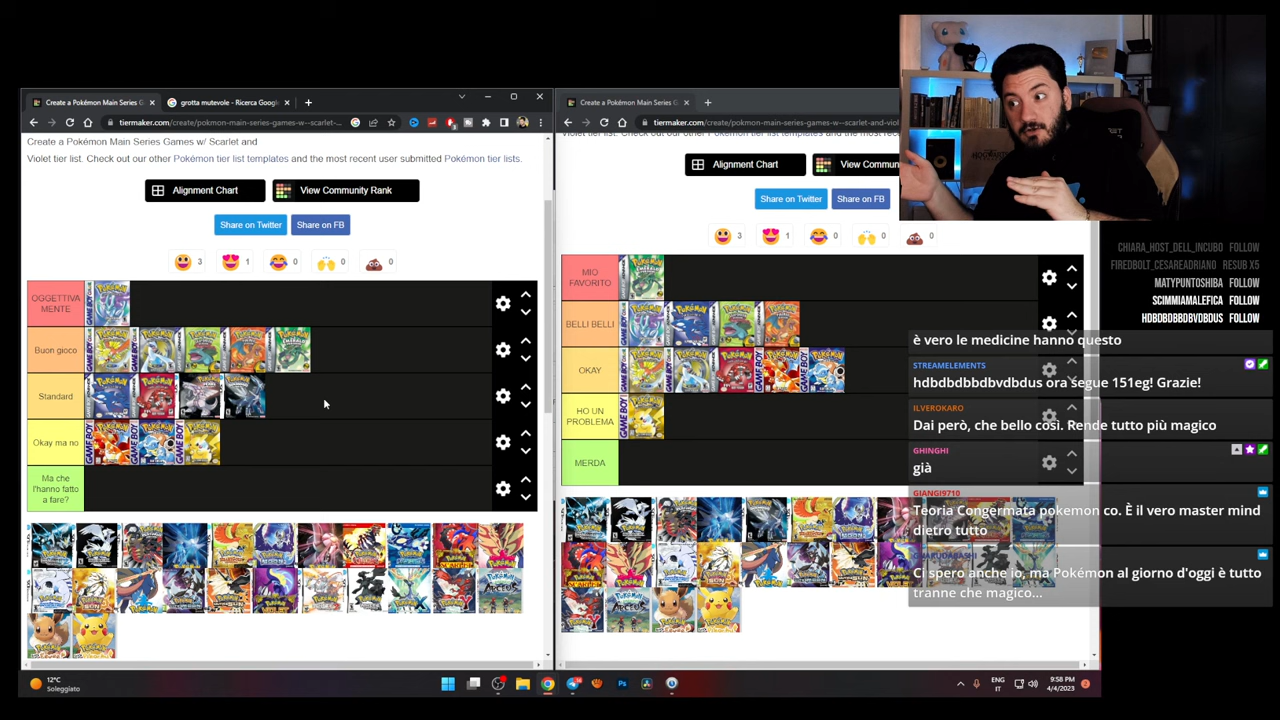 Create a Pokémon Main Series G
grotta mutevole - Ricerca Googl
tiermaker.com/create/pokmon-main-series-games-w--scarlet-...
Create a Pokémon Main Series Games w/ Scarlet and
Violet tier list. Check out our other Pokémon tier list templates and the most recent user submitted Pokémon tier lists.
Alignment Chart
View Community Rank
Share on Twitter
Share on FB
3
1
0
0
0
OGGETTIVA
MENTE
Buon gioco
Standard
Okay ma no
Ma che
l'hanno fatto
a fare?
Create a Pokémon Main Series G
tiermaker.com/create/pokmon-main-series-games-w--scarlet-and-viol
Alignment Chart
View Commun
Share on Twitter
Share on FB
3
1
0
0
0
MIO
FAVORITO
BELLI BELLI
OKAY
HO UN
PROBLEMA
MERDA
CHIARA_HOST_DELL_INCUBO FOLLOW
FIREDBOLT_CESAREADRIANO RESUB X5
MATYPUNTOSHIBA FOLLOW
SCIMMIAMALEFICA FOLLOW
HDBDBDBBDBVDBDUS FOLLOW
è vero le medicine hanno questo
STREAMELEMENTS
hdbdbdbbdbvdbdus ora segue 151eg! Grazie!
ILVEROKARO
Dai però, che bello cosi. Rende tutto più magico
GHINGHI
già
GIANGI9710
Teoria Congermata pokemon co. È il vero master mind
dietro tutto
Ci spero anche io, ma Pokémon al giorno d'oggi è tutto
tranne che magico...
12°C
Soleggiato
ENG
IT
9:58 PM
4/4/2023